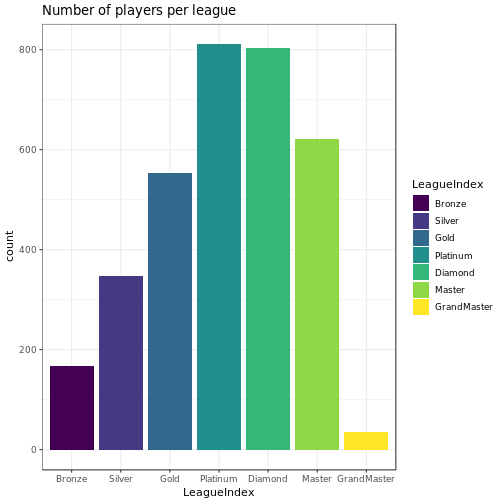 Number of players per league
count
800
600
400
200
0
Bronze Silver Gold Platinum Diamond Master GrandMaster
LeagueIndex
LeagueIndex
Bronze
Silver
Gold
Platinum
Diamond
Master
GrandMaster